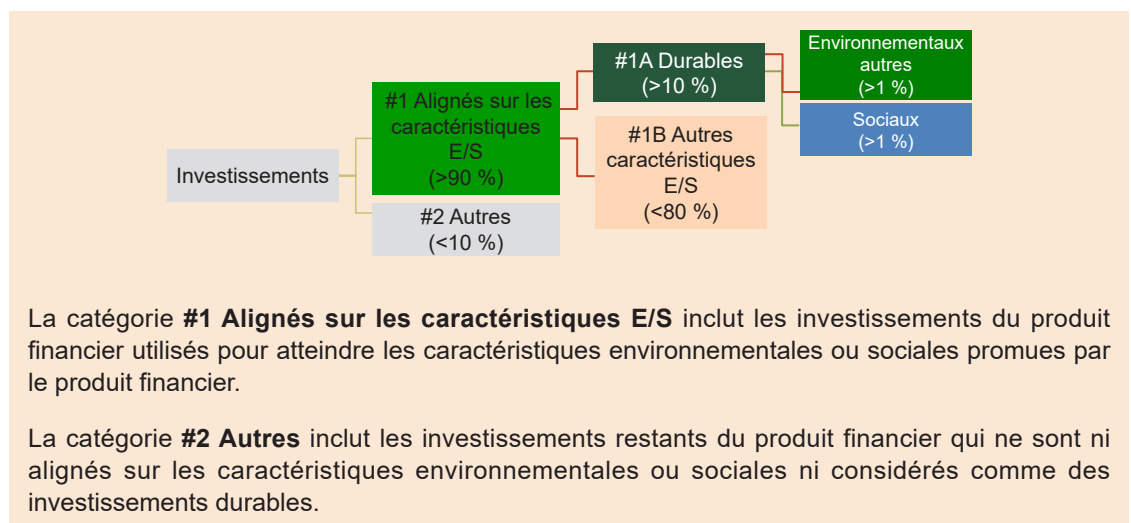 Investissements
#1 Alignés sur les
caractéristiques
E/S
(>90 %)
#2 Autres
(<10 %)
#1A Durables
(>10 %)
#1B Autres
caractéristiques
E/S
(<80 %)
Environnementaux
autres
(>1 %)
Sociaux
(>1 %)
La catégorie #1 Alignés sur les caractéristiques E/S inclut les investissements du produit
financier utilisés pour atteindre les caractéristiques environnementales ou sociales promues par
le produit financier.
La catégorie #2 Autres inclut les investissements restants du produit financier qui ne sont ni
alignés sur les caractéristiques environnementales ou sociales ni considérés comme des
investissements durables.